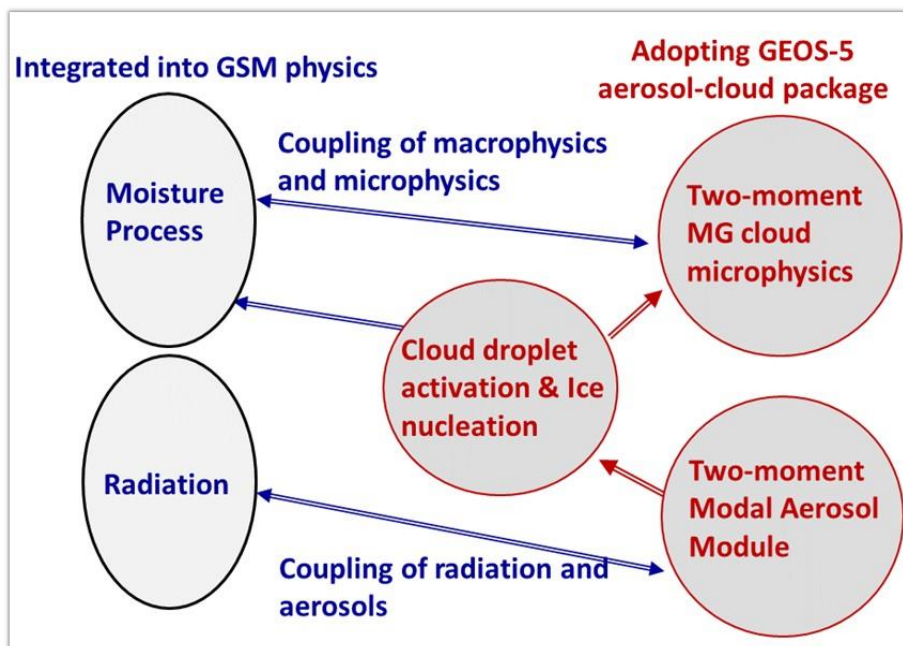 Integrated into GSM physics
Adopting GEOS-5
aerosol-cloud package
Coupling of macrophysics
and microphysics
Moisture
Process
Two-moment
MG cloud
microphysics
Cloud droplet
activation & Ice
nucleation
Radiation
Two-moment
Modal Aerosol
Module
Coupling of radiation and
aerosols